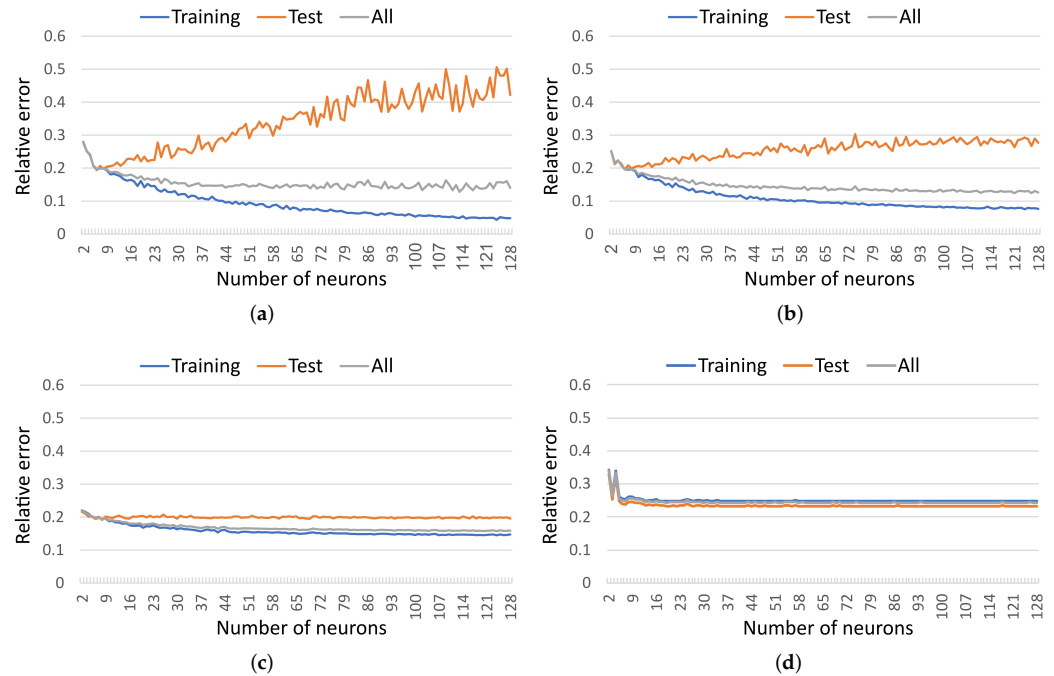 Training Test All
0.6
0.5
0.4
0.3
0.2
0.1
0
Relative error
2 9 16 23 30 37 44 51 58 65 72 79 86 93 100 107 114 121 128
Number of neurons
(a)
Training Test All
0.6
0.5
0.4
0.3
0.2
0.1
0
Relative error
2 9 16 23 30 37 44 51 58 65 72 79 86 93 100 107 114 121 128
Number of neurons
(b)
Training Test All
0.6
0.5
0.4
0.3
0.2
0.1
0
Relative error
2 9 16 23 30 37 44 51 58 65 72 79 86 93 100 107 114 121 128
Number of neurons
(c)
Training Test All
0.6
0.5
0.4
0.3
0.2
0.1
0
Relative error
2 9 16 23 30 37 44 51 58 65 72 79 86 93 100 107 114 121 128
Number of neurons
(d)